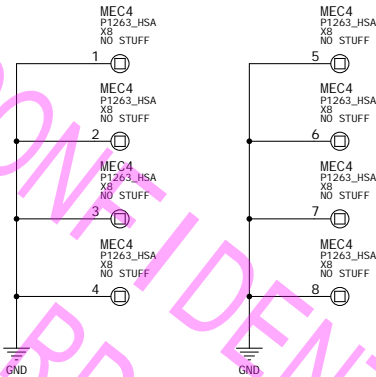 MEC4
P1263_HSA
X8
NO STUFF
1
MEC4
P1263_HSA
X8
NO STUFF
2
MEC4
P1263_HSA
X8
NO STUFF
3
MEC4
P1263_HSA
X8
NO STUFF
4
GND
MEC4
P1263_HSA
X8
NO STUFF
5
MEC4
P1263_HSA
X8
NO STUFF
6
MEC4
P1263_HSA
X8
NO STUFF
7
MEC4
P1263_HSA
X8
NO STUFF
8
GND
CONFIDENT